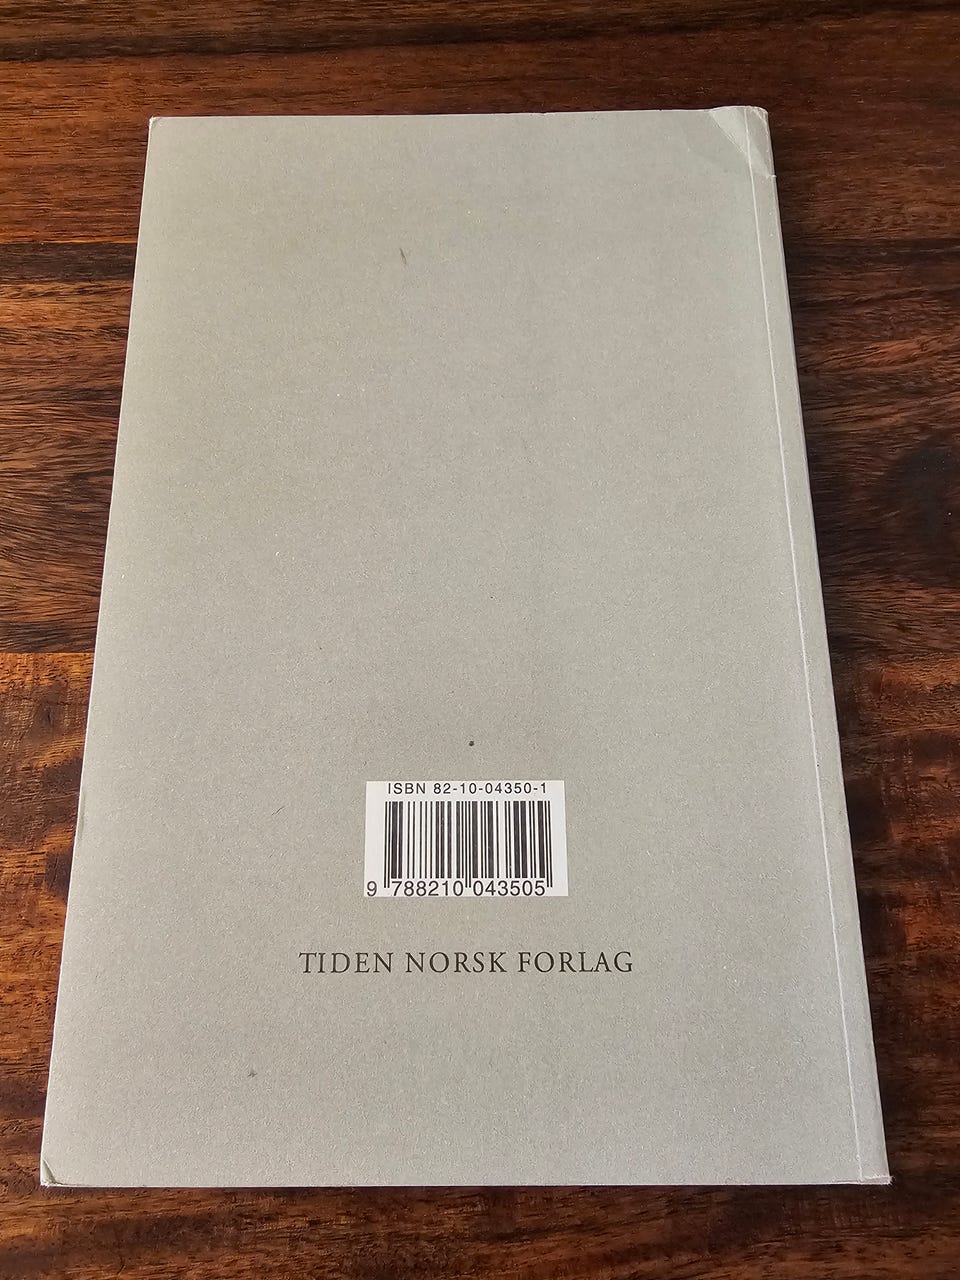 ISBN 82-10-04350-1
9 788210 043505
TIDEN NORSK FORLAG